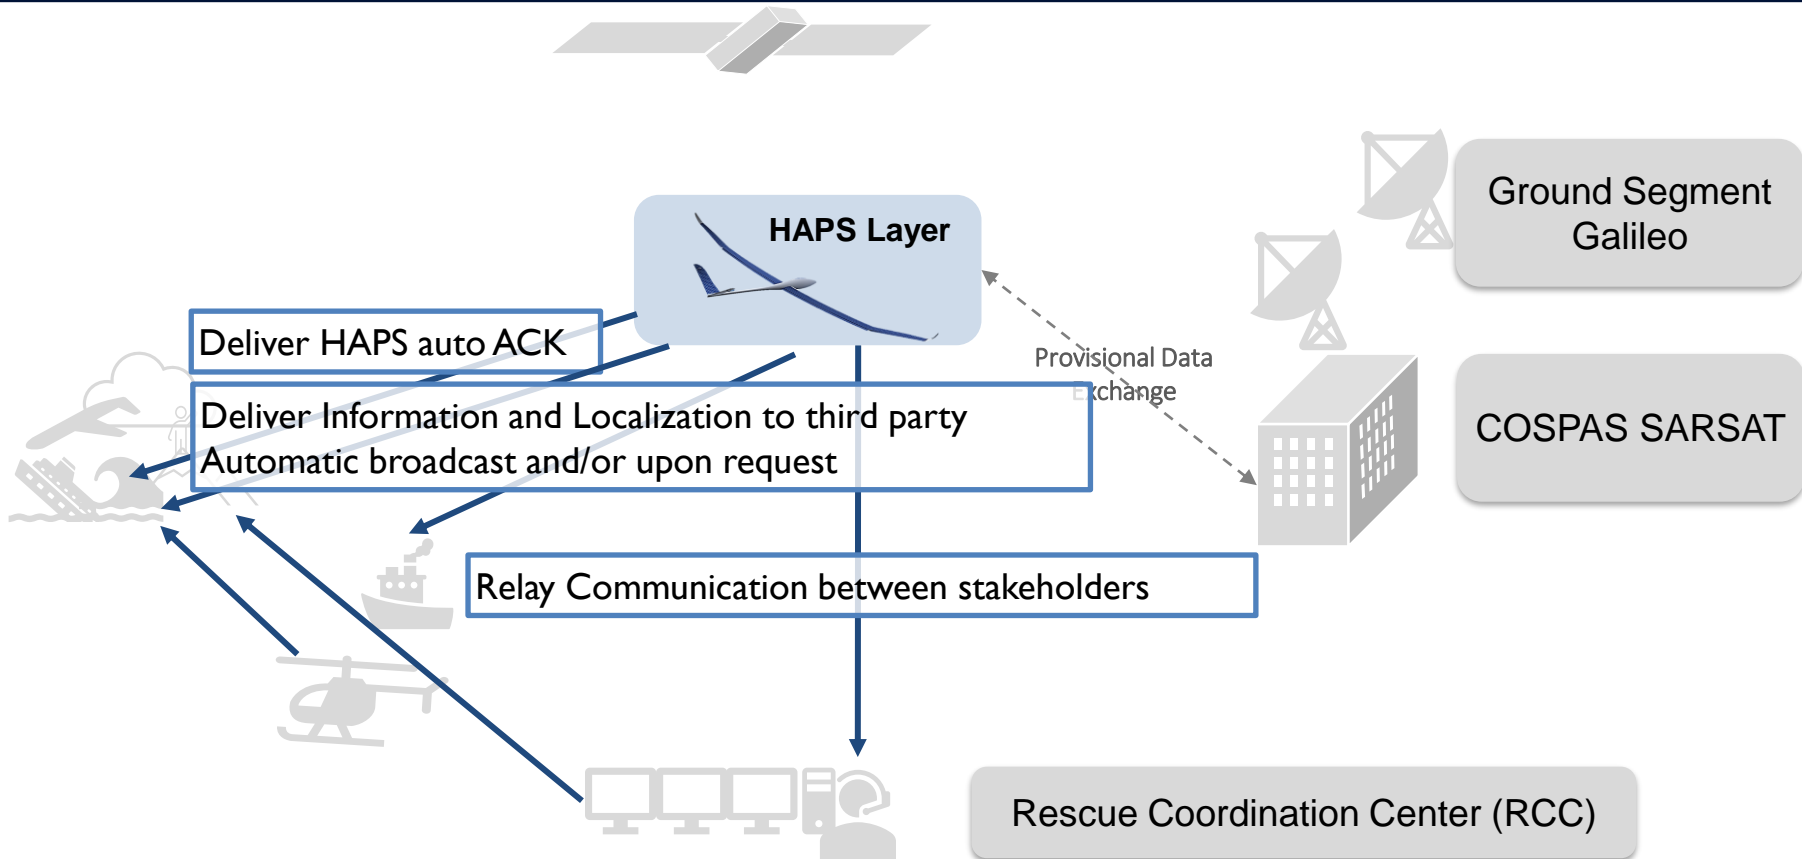 Ground Segment
Galileo
HAPS Layer
Deliver HAPS auto ACK
Provisional Data
Exchange
Deliver Information and Localization to third party
Automatic broadcast and/or upon request
COSPAS SARSAT
Relay Communication between stakeholders
Rescue Coordination Center (RCC)